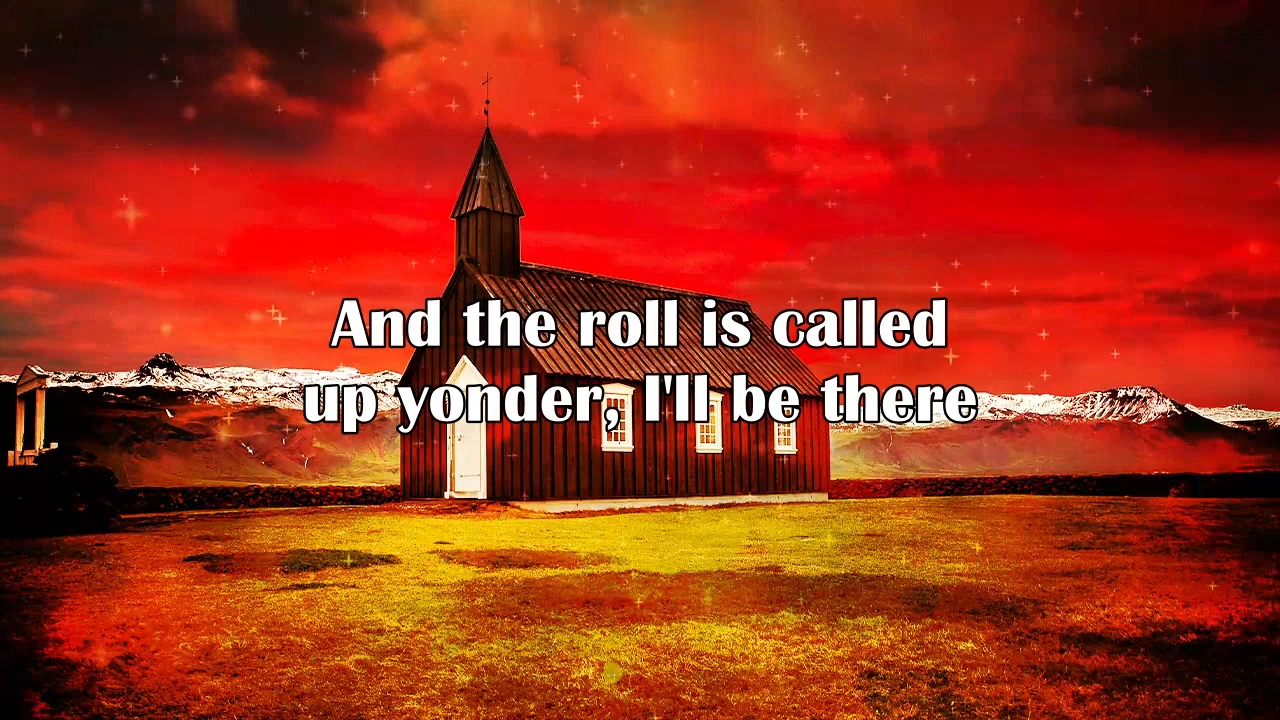 And the roll is called
up yonder, I'll be there